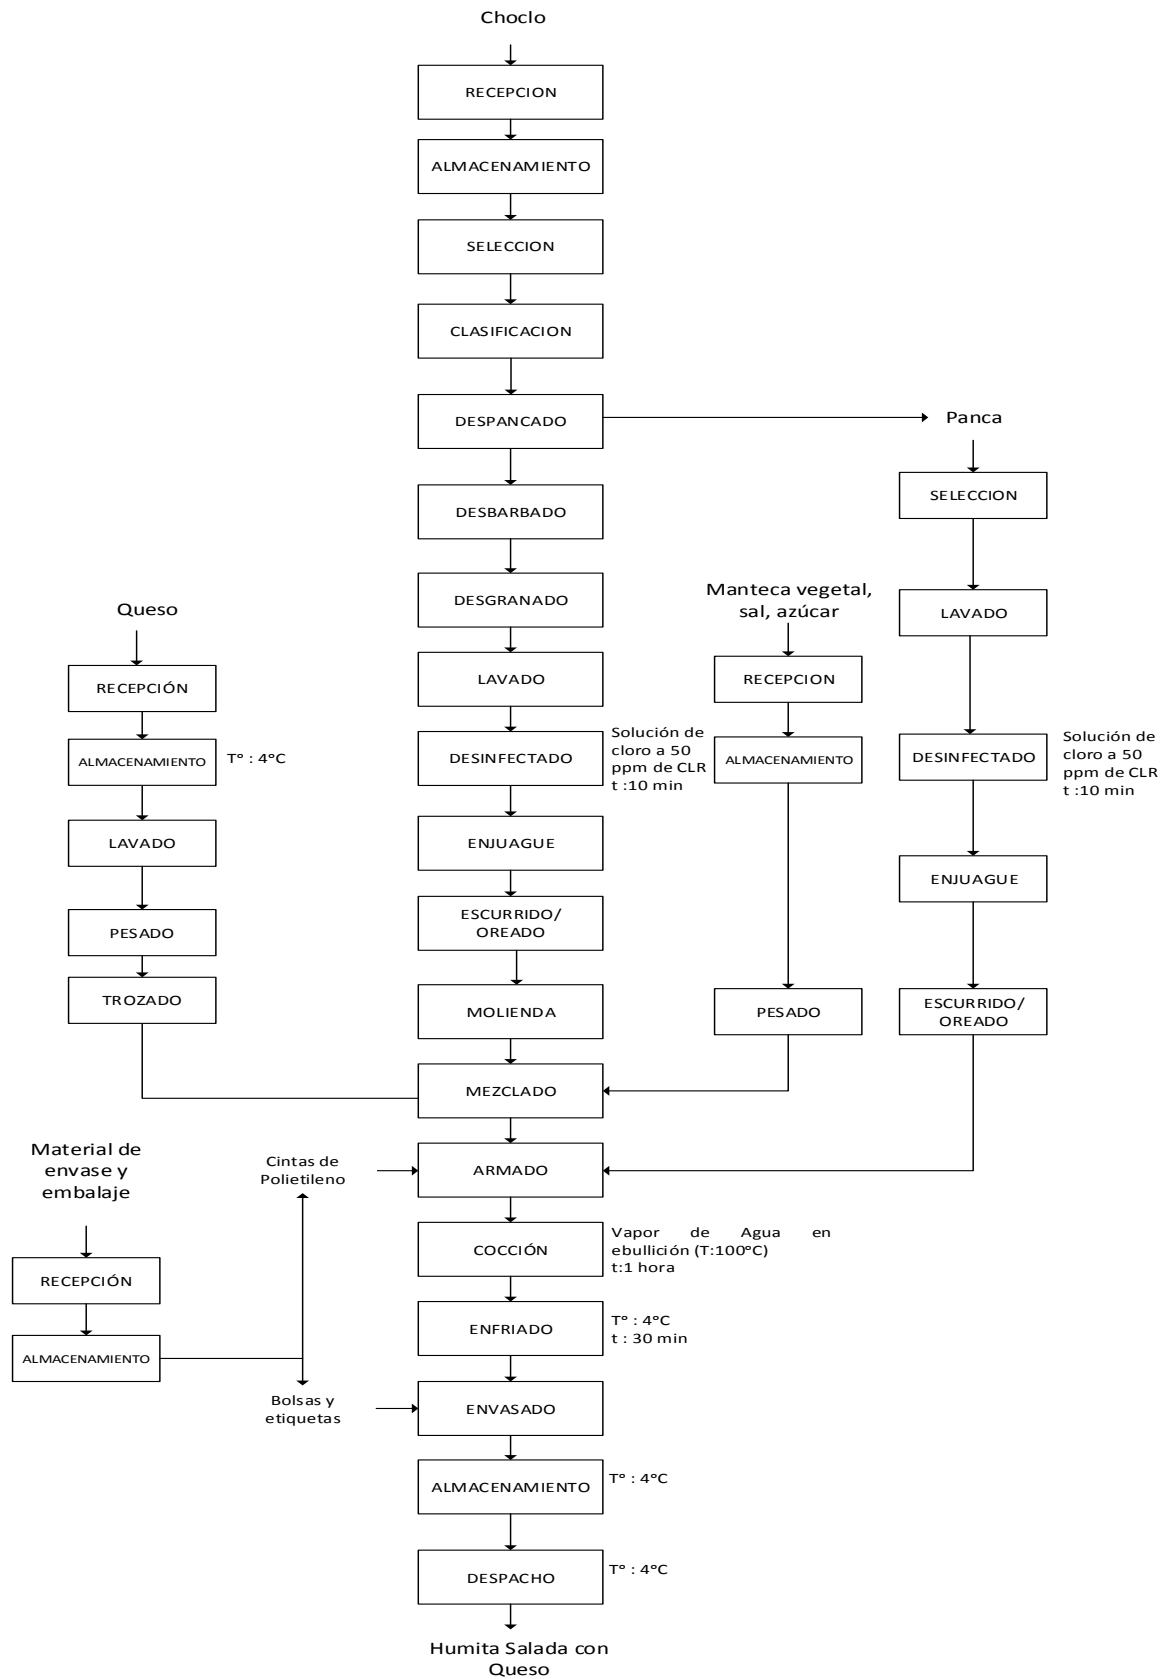 Choclo
RECEPCION
ALMACENAMIENTO
SELECCION
CLASIFICACION
DESPANCADO
Panca
SELECCION
DESBARBADO
DESGRANADO
Manteca vegetal,
sal, azúcar
LAVADO
Queso
RECEPCIÓN
LAVADO
RECEPCION
ALMACENAMIENTO
T° : 4°C
DESINFECTADO
Solución de
cloro a 50
ppm de CLR
t :10 min
ALMACENAMIENTO
DESINFECTADO
Solución de
cloro a 50
ppm de CLR
t :10 min
LAVADO
ENJUAGUE
ENJUAGUE
PESADO
ESCURRIDO/
OREADO
TROZADO
MOLIENDA
PESADO
ESCURRIDO/
OREADO
MEZCLADO
Material de
envase y
embalaje
Cintas de
Polietileno
ARMADO
COCCIÓN
Vapor de Agua en
ebullición (T:100°C)
t:1 hora
RECEPCIÓN
ENFRIADO
T° : 4°C
t : 30 min
ALMACENAMIENTO
Bolsas y
etiquetas
ENVASADO
ALMACENAMIENTO
T° : 4°C
DESPACHO
T° : 4°C
Humita Salada con
Queso